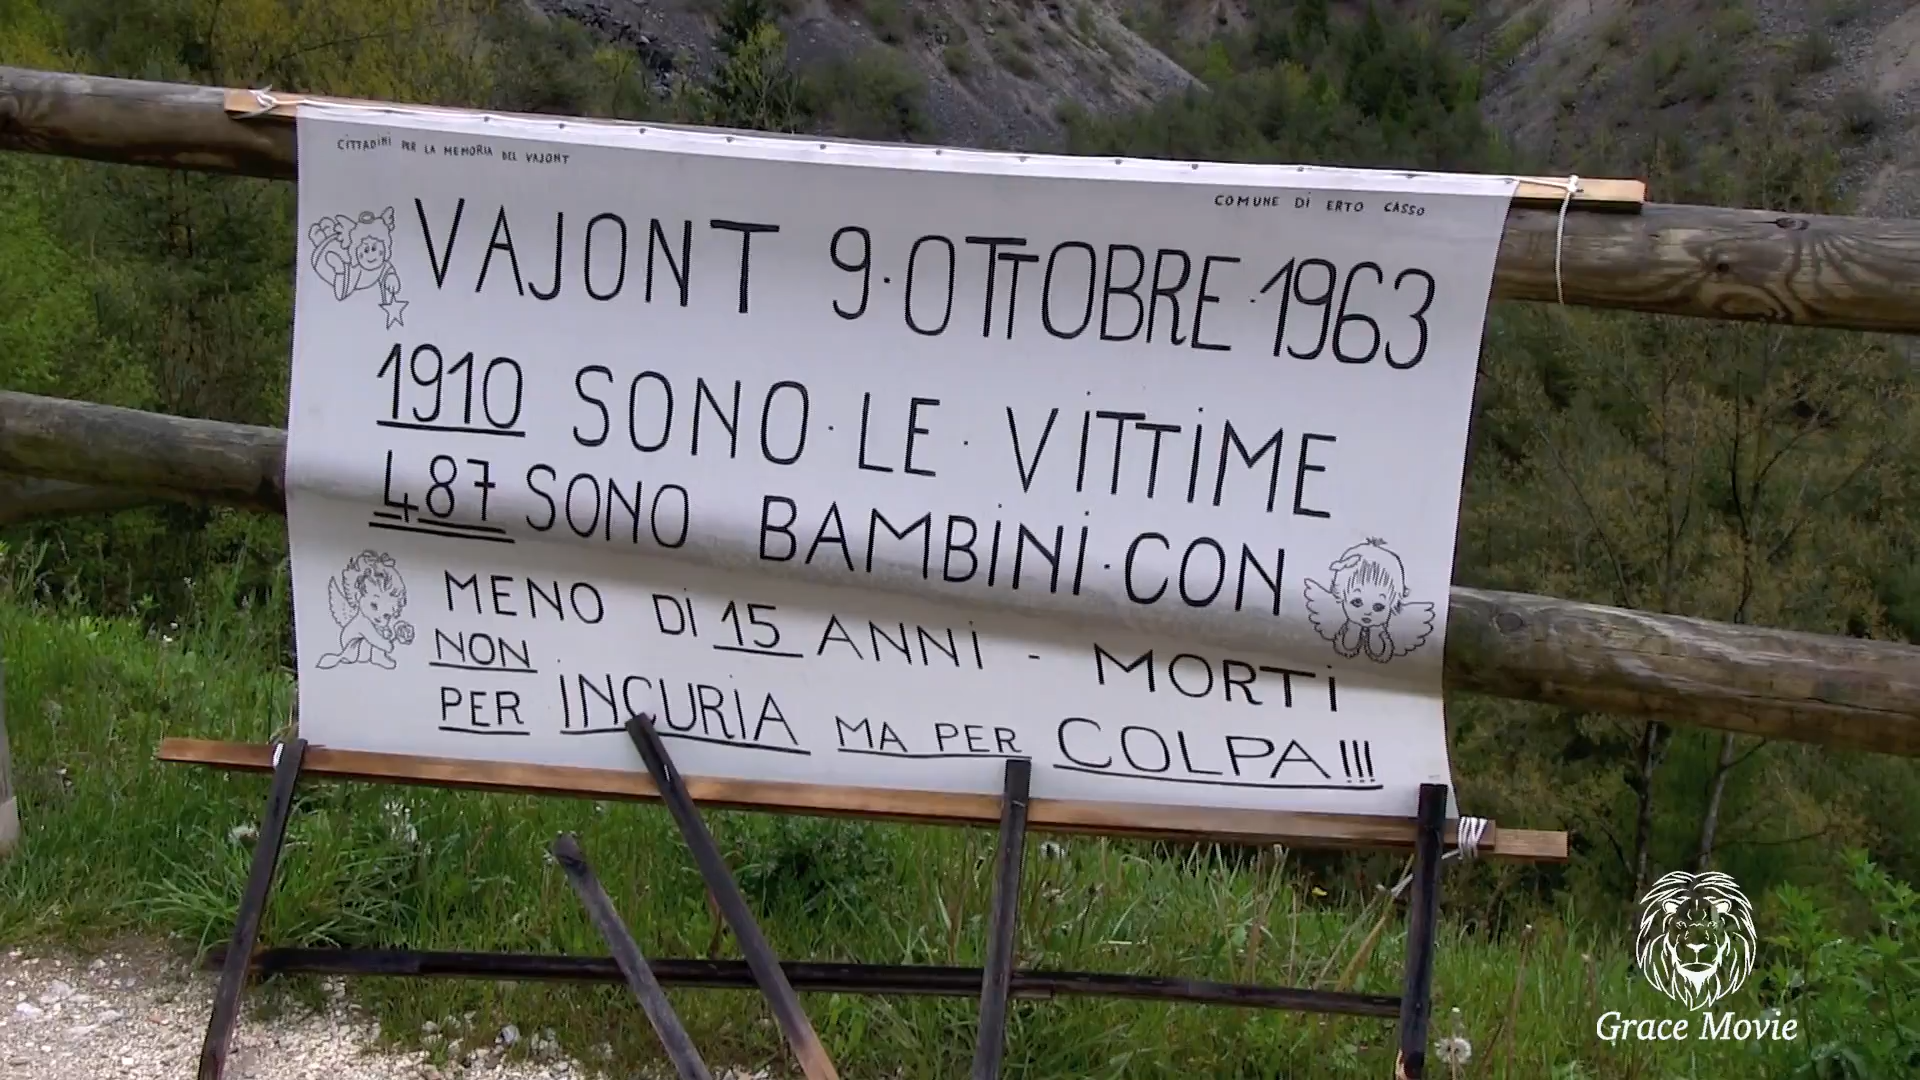 CITTADINI PER LA MEMORIA DEL VAJONT
COMUNE DI ERTO CASSO
VAJONT 9·OTTOBRE·1963
1910 SONO·LE·VITTIME
487 SONO BAMBINI·CON
MENO DI 15 ANNI - MORTI
NON
PER INCURIA MA PER COLPA!!!
Grace Movie